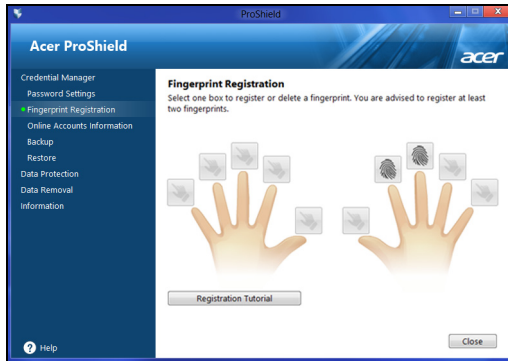 ProShield
Acer ProShield
acer
Credential Manager
Password Settings
Fingerprint Registration
Online Accounts Information
Backup
Restore
Data Protection
Data Removal
Information
Fingerprint Registration
Select one box to register or delete a fingerprint. You are advised to register at least
two fingerprints.
Registration Tutorial
? Help
Close